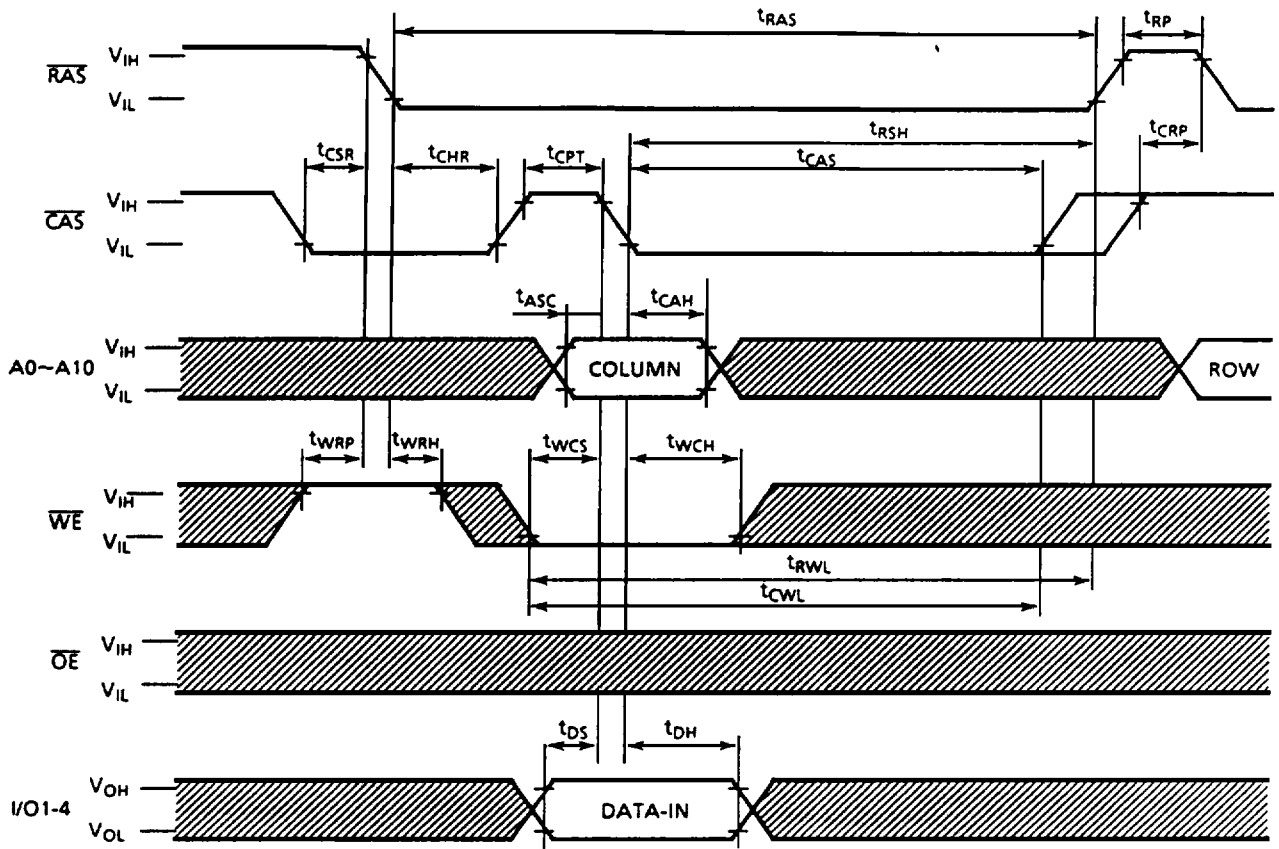 tRAS
tRP
RAS
VIH
VIL
tRSH
tCRP
tCSR
tCHR
tCPT
tCAS
CAS
VIH
VIL
tASC
tCAH
A0~A10
VIH
VIL
COLUMN
ROW
tWRP
tWRH
tWCS
tWCH
WE
VIH
VIL
tRWL
tCWL
OE
VIH
VIL
tDS
tDH
I/O1-4
VOH
VOL
DATA-IN